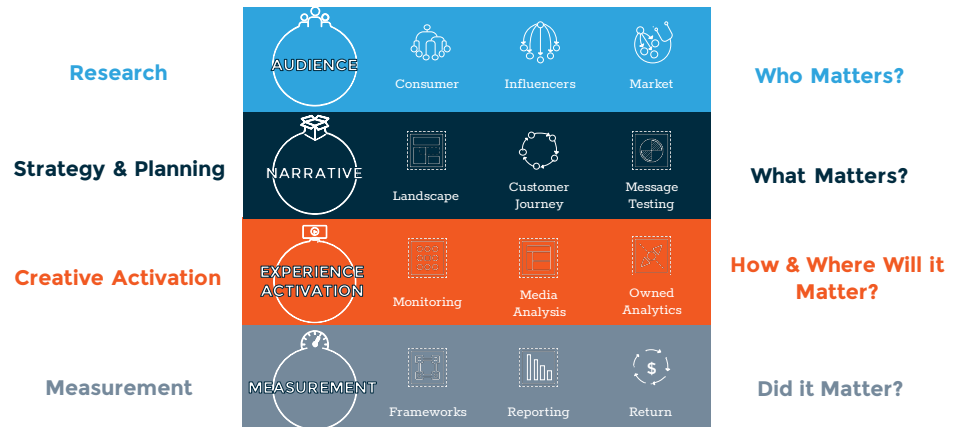 Research
AUDIENCE
Consumer
Influencers
Market
Who Matters?
Strategy & Planning
NARRATIVE
Landscape
Customer
Journey
Message
Testing
What Matters?
Creative Activation
EXPERIENCE
ACTIVATION
Monitoring
Media
Analysis
Owned
Analytics
How & Where Will it
Matter?
Measurement
MEASUREMENT
Frameworks
Reporting
$
Return
Did it Matter?